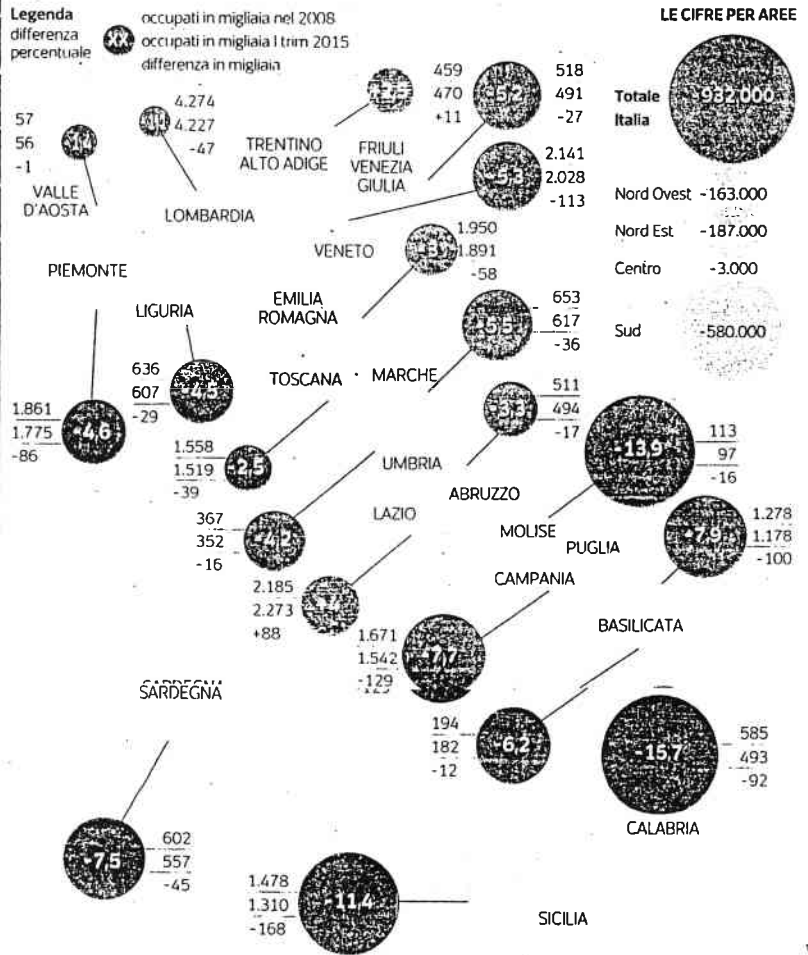 Legenda
differenza
percentuale
XX
occupati in migliaia nel 2008
occupati in migliaia I trim 2015
differenza in migliaia
LE CIFRE PER AREE
Totale
Italia
-932.000
Nord Ovest -163.000
Nord Est -187.000
Centro -3.000
Sud -580.000
57
56
-1
VALLE
D'AOSTA
4.274
4.227
-47
LOMBARDIA
459
470
+11
TRENTINO
ALTO ADIGE
-5,2
518
491
-27
FRIULI
VENEZIA
GIULIA
-5,3
2.141
2.028
-113
VENETO
1.950
1.891
-58
EMILIA
ROMAGNA
PIEMONTE
1.861
1.775
-86
-4,6
LIGURIA
636
607
-29
-4,5
TOSCANA
1.558
1.519
-39
-2,5
MARCHE
-5,5
653
617
-36
UMBRIA
367
352
-16
-4,2
ABRUZZO
-3,3
511
494
-17
LAZIO
2.185
2.273
+88
MOLISE
-13,9
113
97
-16
PUGLIA
-7,9
1.278
1.178
-100
CAMPANIA
1.671
1.542
-129
-7,7
BASILICATA
194
182
-12
-6,2
-15,7
585
493
-92
CALABRIA
SARDEGNA
-7,5
602
557
-45
1.478
1.310
-168
-11,4
SICILIA